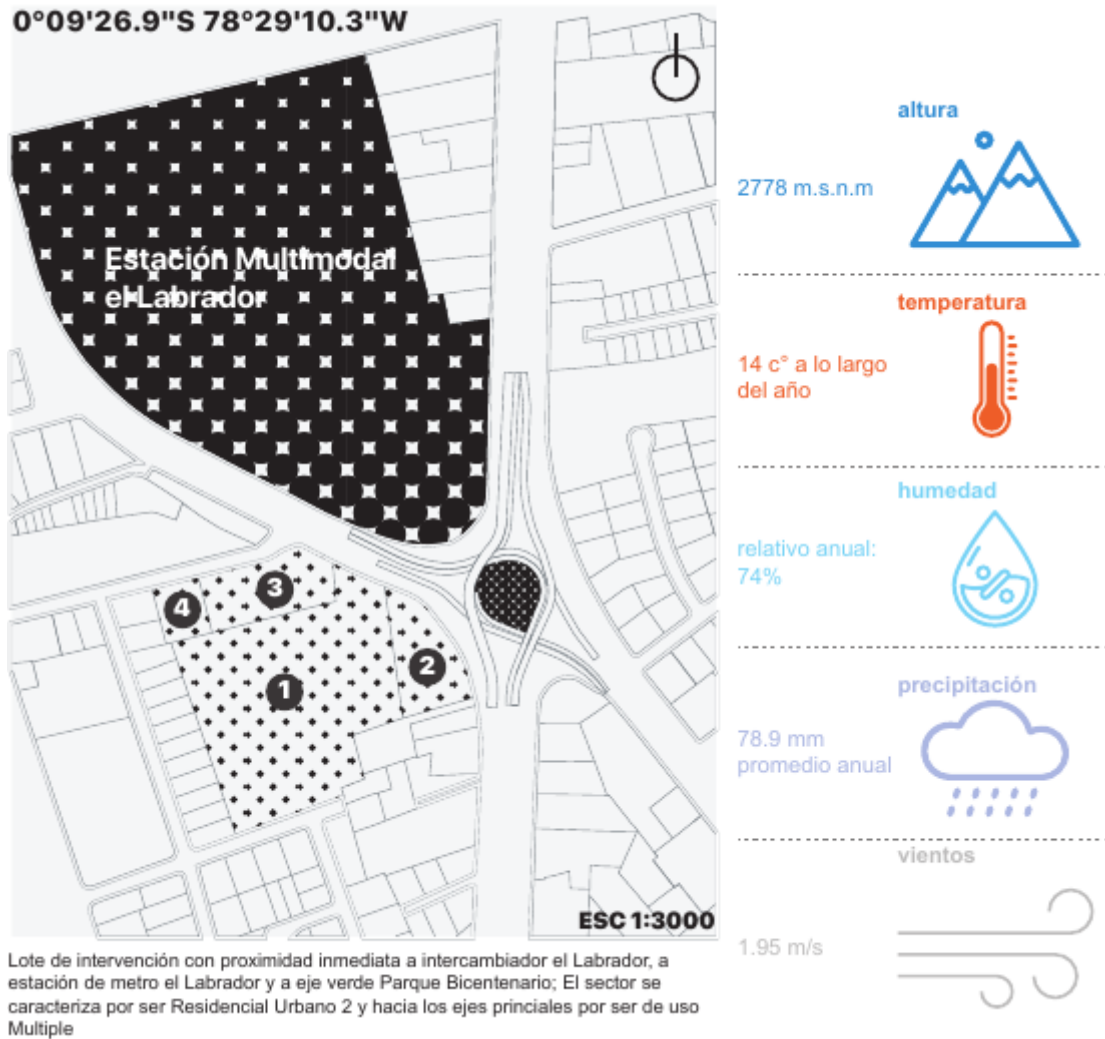 0°09'26.9"S 78°29'10.3"W
Estación Multimodal
el Labrador
4
3
1
2
ESC 1:3000
Lote de intervención con proximidad inmediata a intercambiador el Labrador, a
estación de metro el Labrador y a eje verde Parque Bicentenario; El sector se
caracteriza por ser Residencial Urbano 2 y hacia los ejes princiales por ser de uso
Multiple
altura
2778 m.s.n.m
temperatura
14 c° a lo largo
del año
humedad
relativo anual:
74%
precipitación
78.9 mm
promedio anual
vientos
1.95 m/s